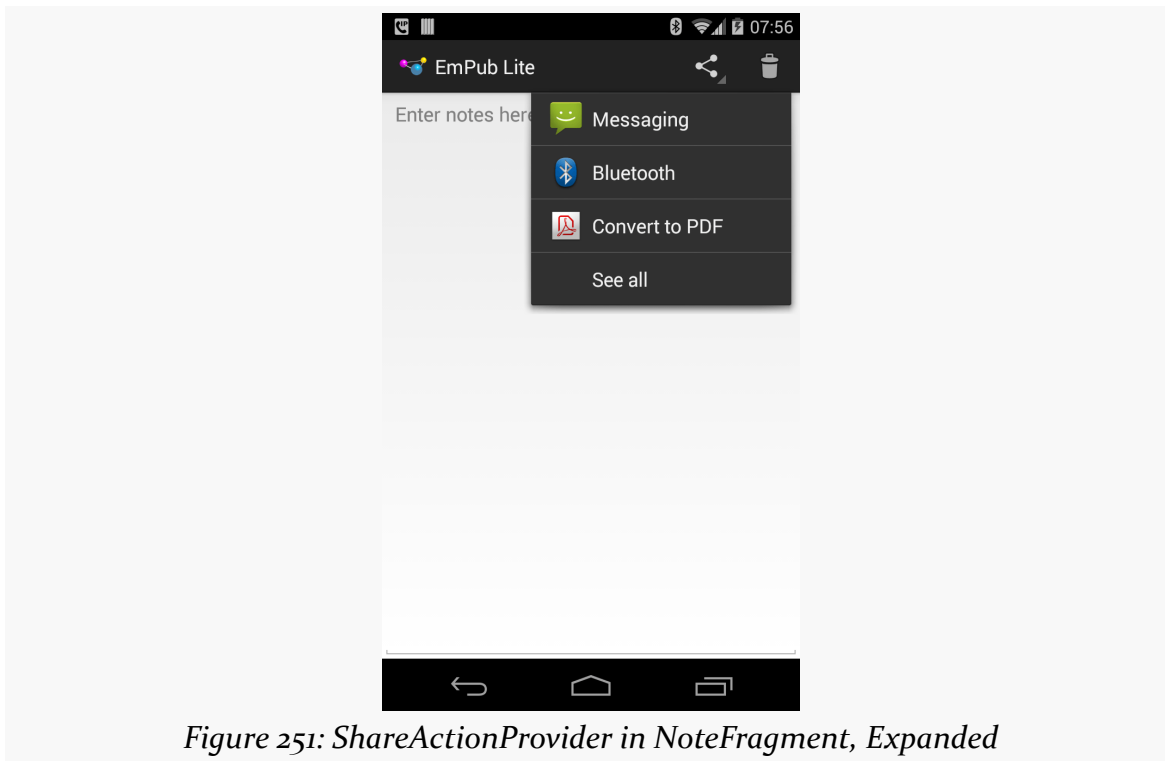 07:56
EmPub Lite
Enter notes here
Messaging
Bluetooth
Convert to PDF
See all
Figure 251: ShareActionProvider in NoteFragment, Expanded